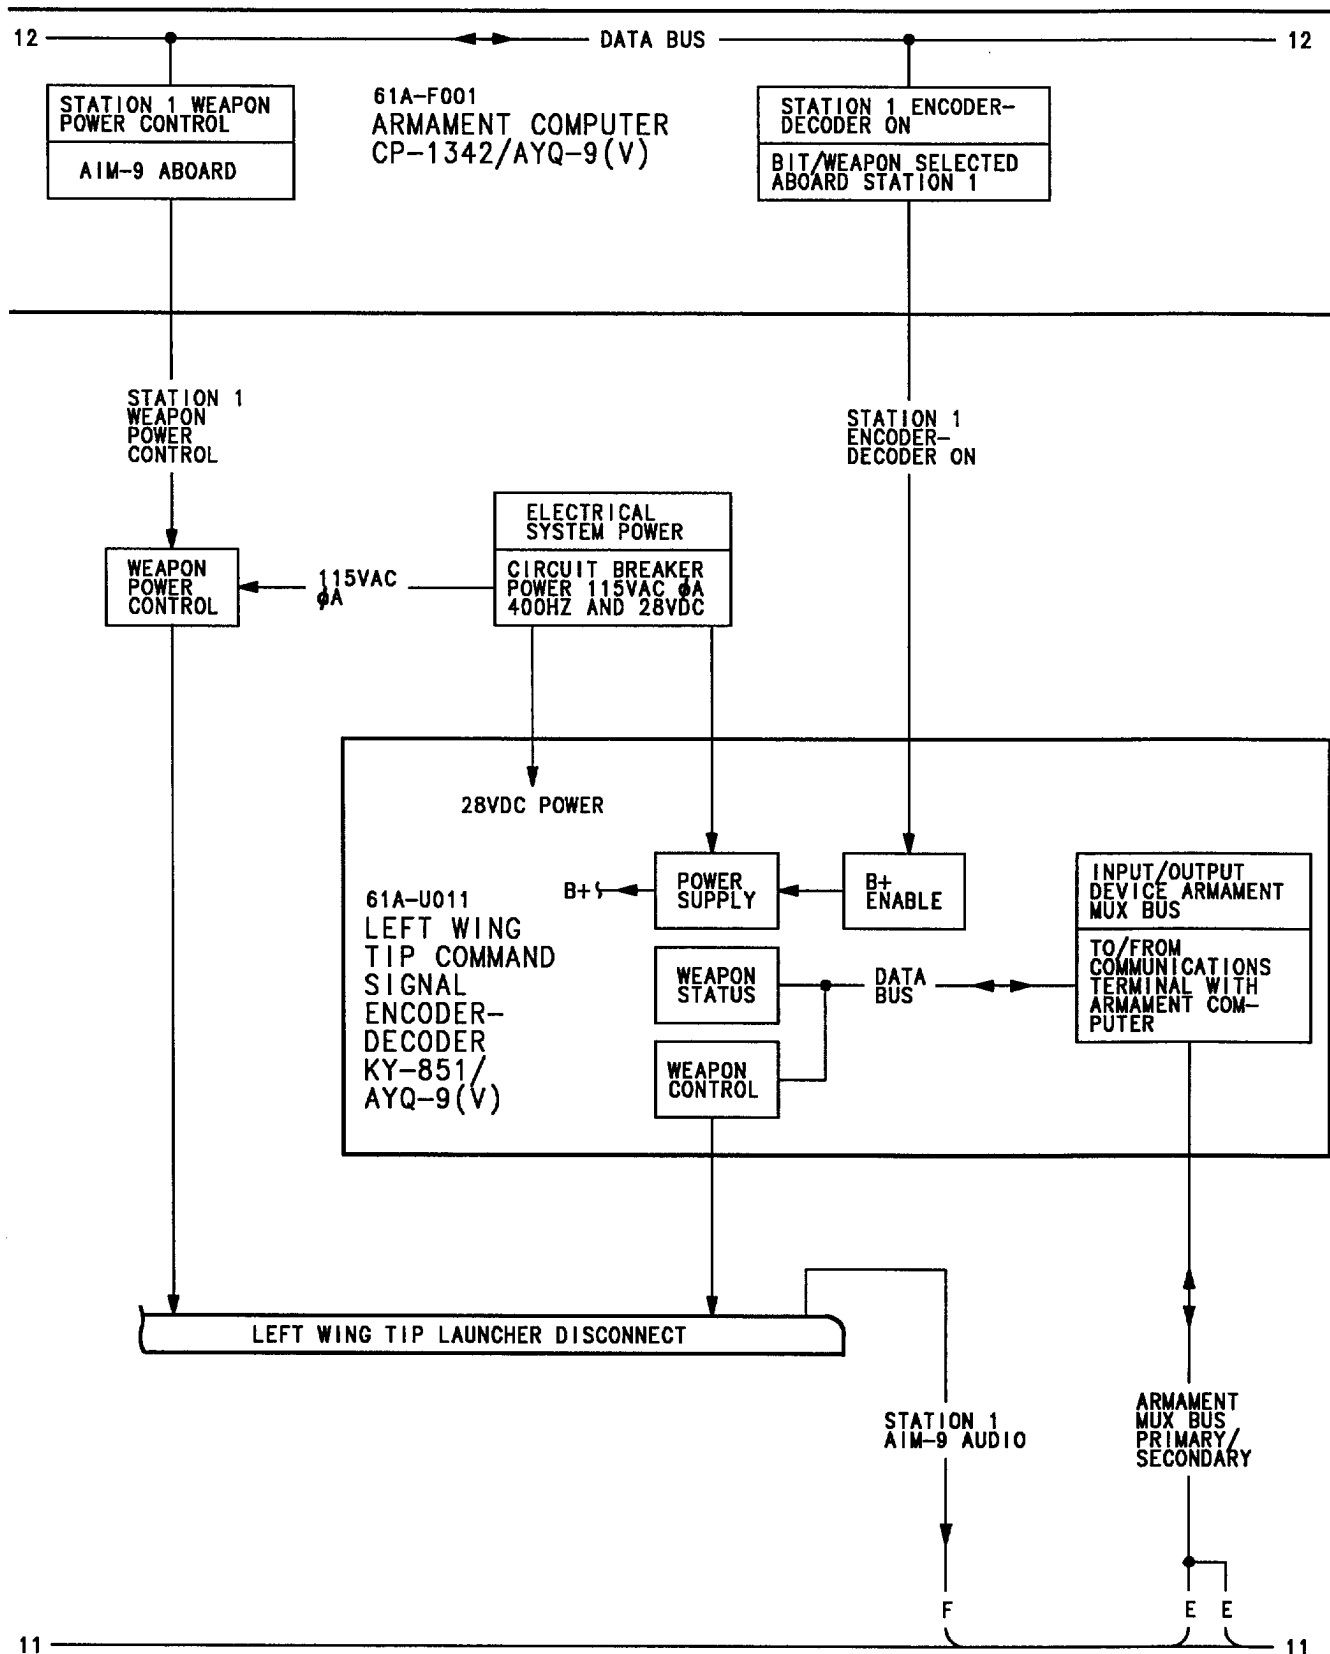 12
DATA BUS
12
STATION 1 WEAPON
POWER CONTROL
AIM-9 ABOARD
61A-F001
ARMAMENT COMPUTER
CP-1342/AYQ-9(V)
STATION 1 ENCODER-
DECODER ON
BIT/WEAPON SELECTED
ABOARD STATION 1
STATION 1
WEAPON
POWER
CONTROL
STATION 1
ENCODER-
DECODER ON
ELECTRICAL
SYSTEM POWER
CIRCUIT BREAKER
POWER 115VAC ϕA
400HZ AND 28VDC
WEAPON
POWER
CONTROL
115VAC
ϕA
28VDC POWER
B+
POWER
SUPPLY
B+
ENABLE
INPUT/OUTPUT
DEVICE ARMAMENT
MUX BUS
TO/FROM
COMMUNICATIONS
TERMINAL WITH
ARMAMENT COM-
PUTER
61A-U011
LEFT WING
TIP COMMAND
SIGNAL
ENCODER-
DECODER
KY-851/
AYQ-9(V)
WEAPON
STATUS
DATA
BUS
WEAPON
CONTROL
LEFT WING TIP LAUNCHER DISCONNECT
STATION 1
AIM-9 AUDIO
ARMAMENT
MUX BUS
PRIMARY/
SECONDARY
F
E
E
11
11